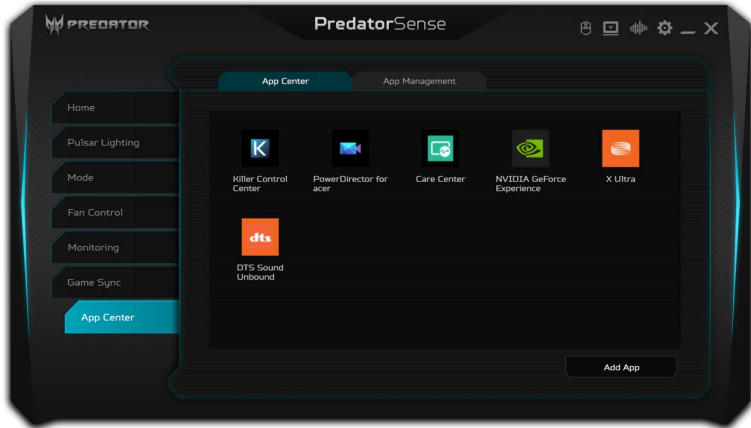 PREDATOR
PredatorSense
App Center
App Management
Home
Pulsar Lighting
Mode
Fan Control
Monitoring
Game Sync
App Center
K
Killer Control
Center
PowerDirector for
acer
Care Center
NVIDIA GeForce
Experience
X Ultra
dts
DTS Sound
Unbound
Add App